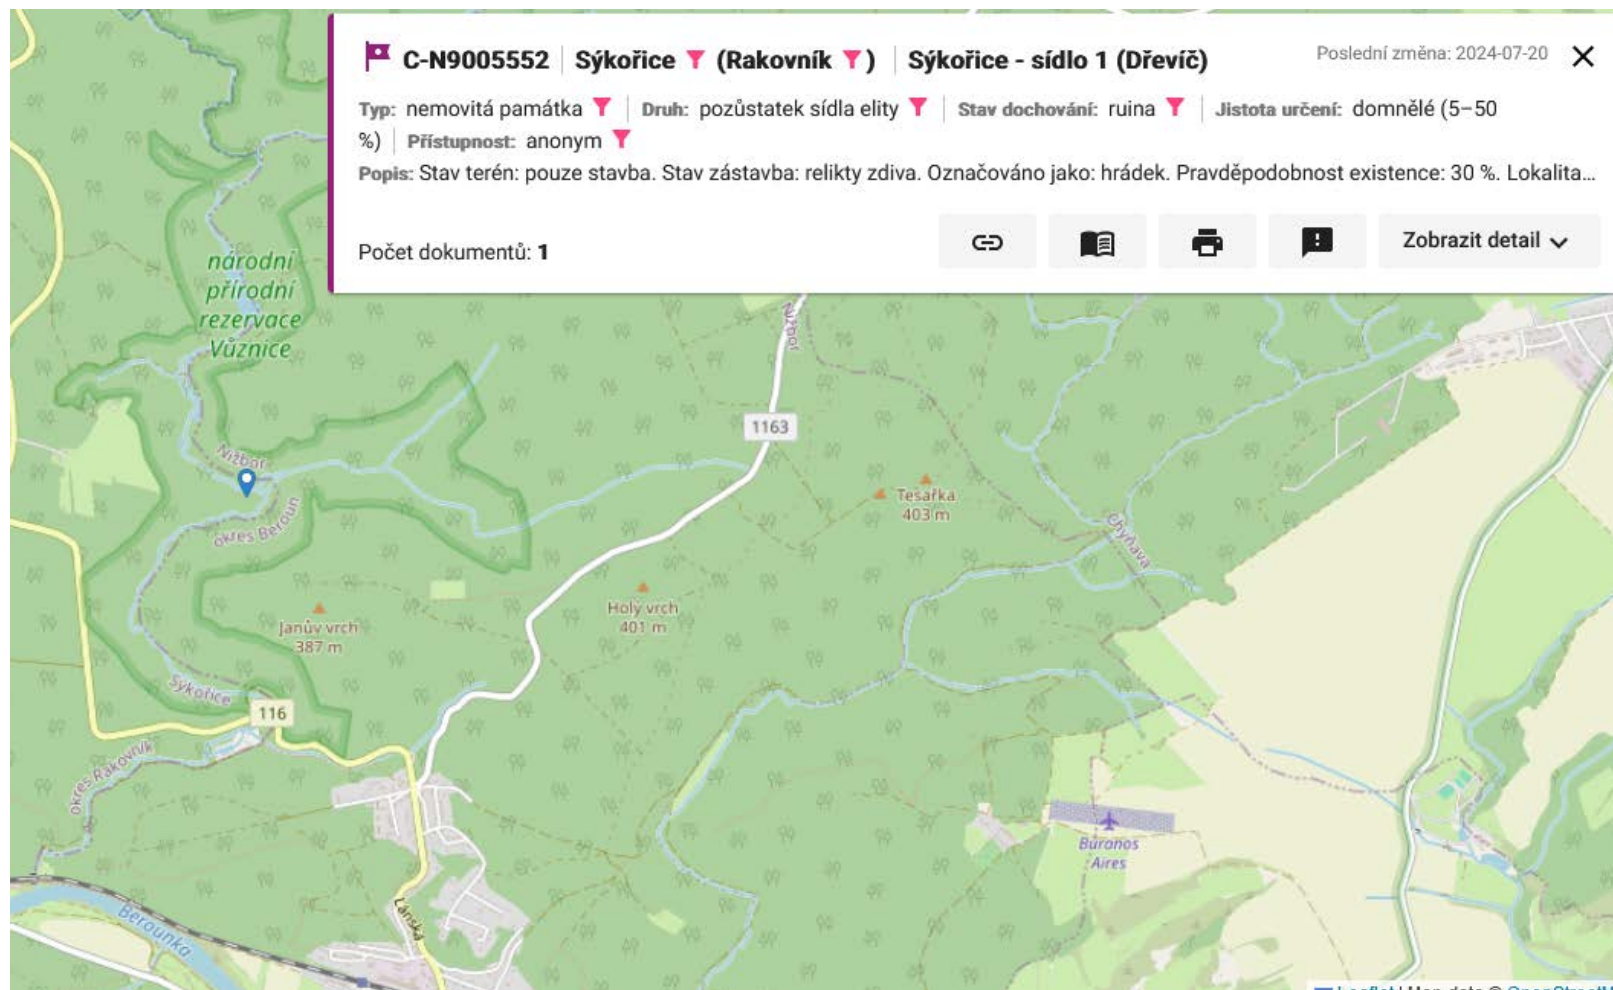 C-N9005552 Sýkořice (Rakovník) Sýkořice - sídlo 1 (Dřevíč)
Poslední změna: 2024-07-20
Typ: nemovitá památka Druh: pozůstatek sídla elity Stav dochování: ruina Jistota určení: domnělé (5–50
%) Přístupnost: anonym
Popis: Stav terén: pouze stavba. Stav zástavba: relikty zdiva. Označováno jako: hrádek. Pravděpodobnost existence: 30 %. Lokalita...
Počet dokumentů: 1
Zobrazit detail
národní
přírodní
rezervace
Vůznice
Nižbor
1163
Nižbor
okres Beroun
Tesařka
403 m
Chyňava
Holý vrch
401 m
Janův vrch
387 m
Sýkořice
116
okres Rakovník
Buronos
Aires
Lánská
Berounka